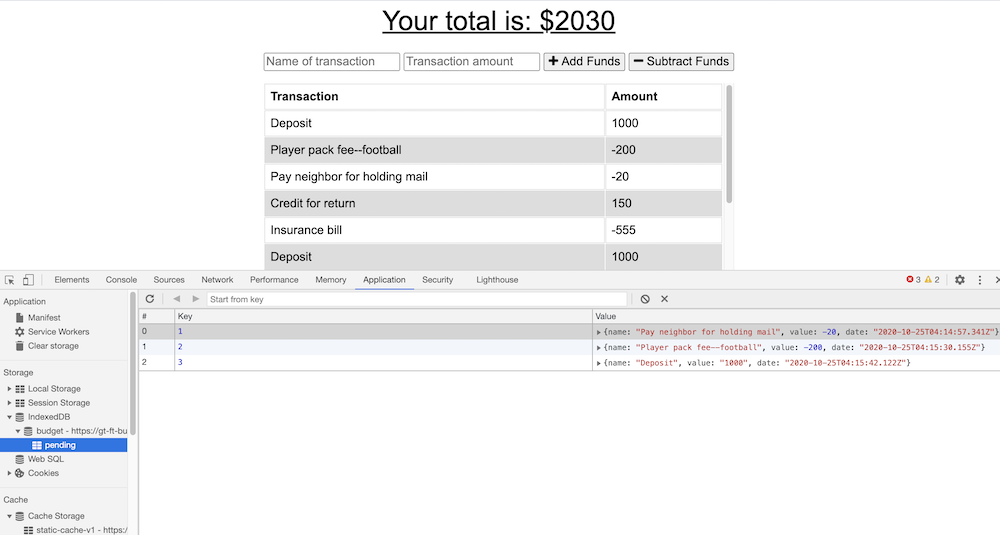 Your total is: $2030
Name of transaction Transaction amount + Add Funds − Subtract Funds
Transaction Amount
Deposit 1000
Player pack fee--football -200
Pay neighbor for holding mail -20
Credit for return 150
Insurance bill -555
Deposit 1000
Elements Console Sources Network Performance Memory Application Security Lighthouse 3 2
Application
Manifest
Service Workers
Clear storage
Storage
Local Storage
Session Storage
IndexedDB
budget - https://gt-ft-bu
pending
Web SQL
Cookies
Cache
Cache Storage
static-cache-v1 - https:/
Start from key
# Key Value
0 1 {name: "Pay neighbor for holding mail", value: -20, date: "2020-10-25T04:14:57.341Z"}
1 2 {name: "Player pack fee--football", value: -200, date: "2020-10-25T04:15:30.155Z"}
2 3 {name: "Deposit", value: "1000", date: "2020-10-25T04:15:42.122Z"}